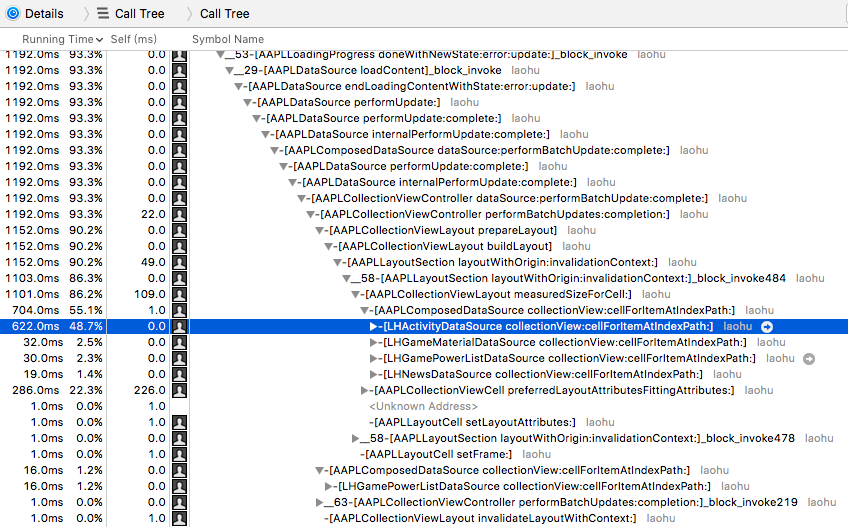 Details Call Tree Call Tree
Running Time Self (ms) Symbol Name
1192.0ms 93.3% 0.0 __53-[AAPLLoadingProgress doneWithNewState:error:update:]_block_invoke laohu
1192.0ms 93.3% 0.0 __29-[AAPLDataSource loadContent]_block_invoke laohu
1192.0ms 93.3% 0.0 -[AAPLDataSource endLoadingContentWithState:error:update:] laohu
1192.0ms 93.3% 0.0 -[AAPLDataSource performUpdate:] laohu
1192.0ms 93.3% 0.0 -[AAPLDataSource performUpdate:complete:] laohu
1192.0ms 93.3% 0.0 -[AAPLDataSource internalPerformUpdate:complete:] laohu
1192.0ms 93.3% 0.0 -[AAPLComposedDataSource dataSource:performBatchUpdate:complete:] laohu
1192.0ms 93.3% 0.0 -[AAPLDataSource performUpdate:complete:] laohu
1192.0ms 93.3% 0.0 -[AAPLDataSource internalPerformUpdate:complete:] laohu
1192.0ms 93.3% 0.0 -[AAPLCollectionViewController dataSource:performBatchUpdate:complete:] laohu
1192.0ms 93.3% 22.0 -[AAPLCollectionViewController performBatchUpdates:completion:] laohu
1152.0ms 90.2% 0.0 -[AAPLCollectionViewLayout prepareLayout] laohu
1152.0ms 90.2% 0.0 -[AAPLCollectionViewLayout buildLayout] laohu
1152.0ms 90.2% 49.0 -[AAPLLayoutSection layoutWithOrigin:invalidationContext:] laohu
1103.0ms 86.3% 0.0 __58-[AAPLLayoutSection layoutWithOrigin:invalidationContext:]_block_invoke484 laohu
1101.0ms 86.2% 109.0 -[AAPLCollectionViewLayout measuredSizeForCell:] laohu
704.0ms 55.1% 1.0 -[AAPLComposedDataSource collectionView:cellForItemAtIndexPath:] laohu
622.0ms 48.7% 0.0 -[LHActivityDataSource collectionView:cellForItemAtIndexPath:] laohu
32.0ms 2.5% 0.0 -[LHGameMaterialDataSource collectionView:cellForItemAtIndexPath:] laohu
30.0ms 2.3% 0.0 -[LHGamePowerListDataSource collectionView:cellForItemAtIndexPath:] laohu
19.0ms 1.4% 0.0 -[LHNewsDataSource collectionView:cellForItemAtIndexPath:] laohu
286.0ms 22.3% 226.0 -[AAPLCollectionViewCell preferredLayoutAttributesFittingAttributes:] laohu
1.0ms 0.0% 1.0 <Unknown Address>
1.0ms 0.0% 1.0 -[AAPLLayoutCell setLayoutAttributes:] laohu
1.0ms 0.0% 0.0 __58-[AAPLLayoutSection layoutWithOrigin:invalidationContext:]_block_invoke478 laohu
1.0ms 0.0% 1.0 -[AAPLLayoutCell setFrame:] laohu
16.0ms 1.2% 0.0 -[AAPLComposedDataSource collectionView:cellForItemAtIndexPath:] laohu
16.0ms 1.2% 0.0 -[LHGamePowerListDataSource collectionView:cellForItemAtIndexPath:] laohu
1.0ms 0.0% 0.0 __63-[AAPLCollectionViewController performBatchUpdates:completion:]_block_invoke219 laohu
1.0ms 0.0% 1.0 -[AAPLCollectionViewLayout invalidateLayoutWithContext:] laohu